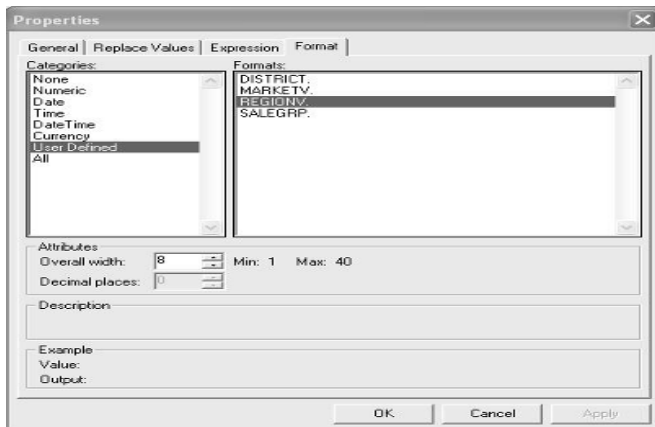 Properties
General Replace Values Expression Format
Categories: Formats:
None DISTRICT.
Numeric MARKETV.
Date REGIONV.
Time SALEGRP.
DateTime
Currency
User Defined
All
Attributes
Overall width: 8 Min: 1 Max: 40
Decimal places: 0
Description
Example
Value:
Output:
OK Cancel Apply